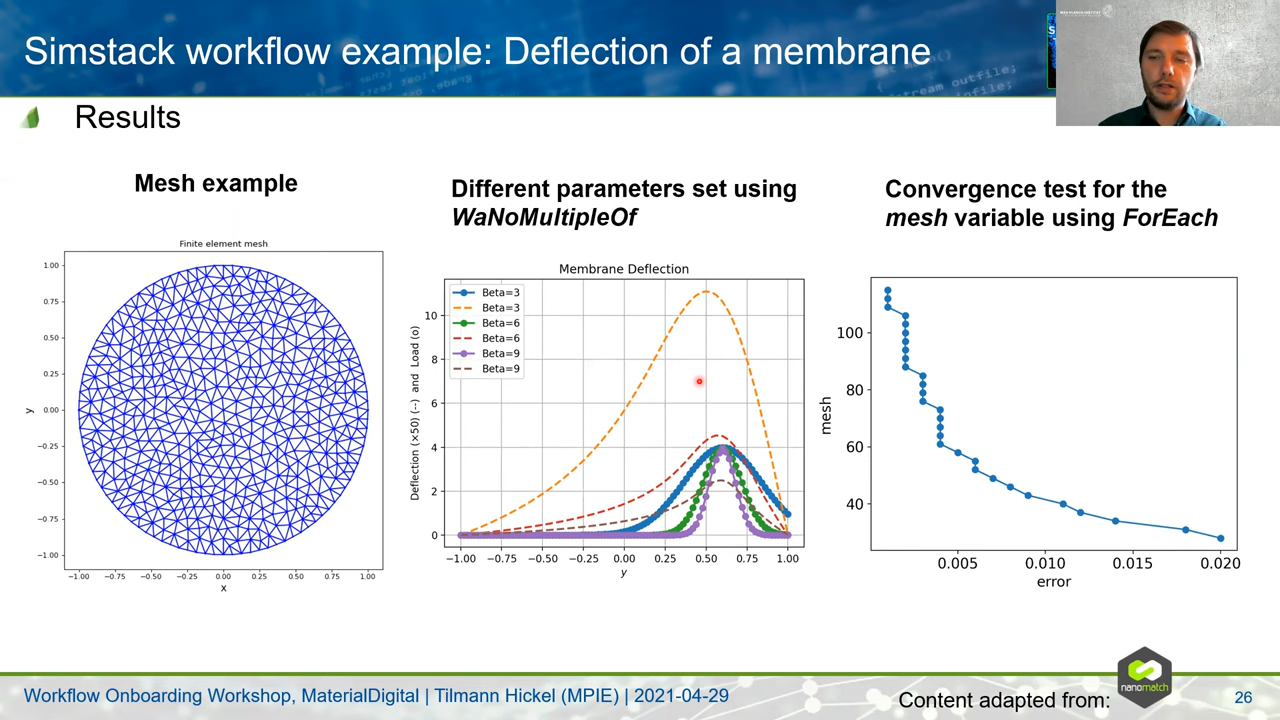 Simstack workflow example: Deflection of a membrane
Results
Mesh example
Different parameters set using
WaNoMultipleOf
Convergence test for the
mesh variable using ForEach
Finite element mesh
y
1.00
0.75
0.50
0.25
0.00
−0.25
−0.50
−0.75
−1.00
−1.00 −0.75 −0.50 −0.25 0.00 0.25 0.50 0.75 1.00
x
Membrane Deflection
Deflection (×50) (--) and Load (o)
10
8
6
4
2
0
Beta=3
Beta=3
Beta=6
Beta=6
Beta=9
Beta=9
−1.00 −0.75 −0.50 −0.25 0.00 0.25 0.50 0.75 1.00
y
mesh
100
80
60
40
0.005 0.010 0.015 0.020
error
Workflow Onboarding Workshop, MaterialDigital | Tilmann Hickel (MPIE) | 2021-04-29
Content adapted from:
nanomatch
26